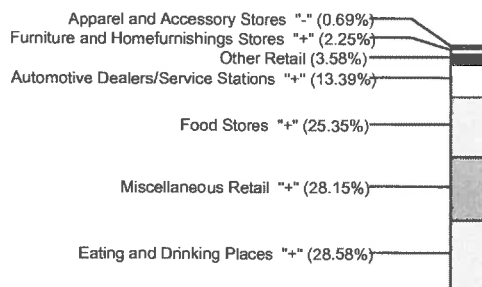 Apparel and Accessory Stores "-" (0.69%)
Furniture and Homefurnishings Stores "+" (2.25%)
Other Retail (3.58%)
Automotive Dealers/Service Stations "+" (13.39%)
Food Stores "+" (25.35%)
Miscellaneous Retail "+" (28.15%)
Eating and Drinking Places "+" (28.58%)